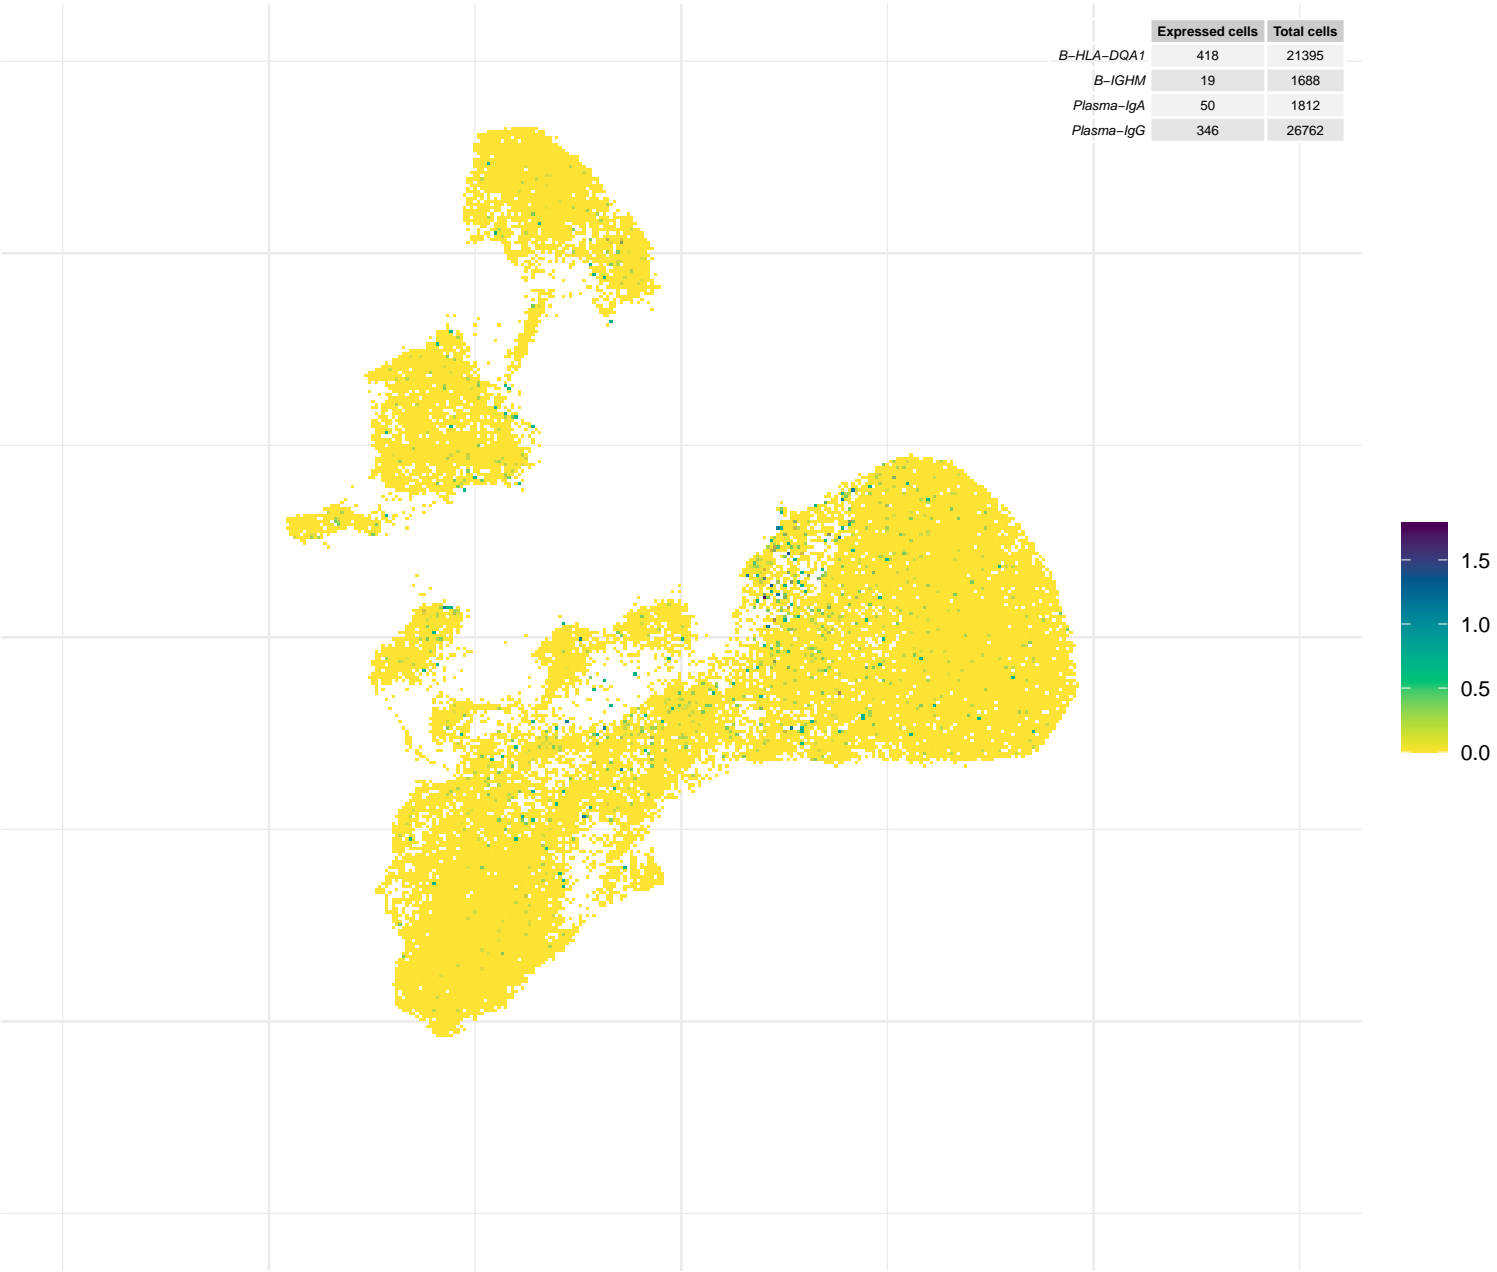 Expressed cells Total cells
B−HLA−DQA1 418 21395
B−IGHM 19 1688
Plasma−IgA 50 1812
Plasma−IgG 346 26762
1.5
1.0
0.5
0.0